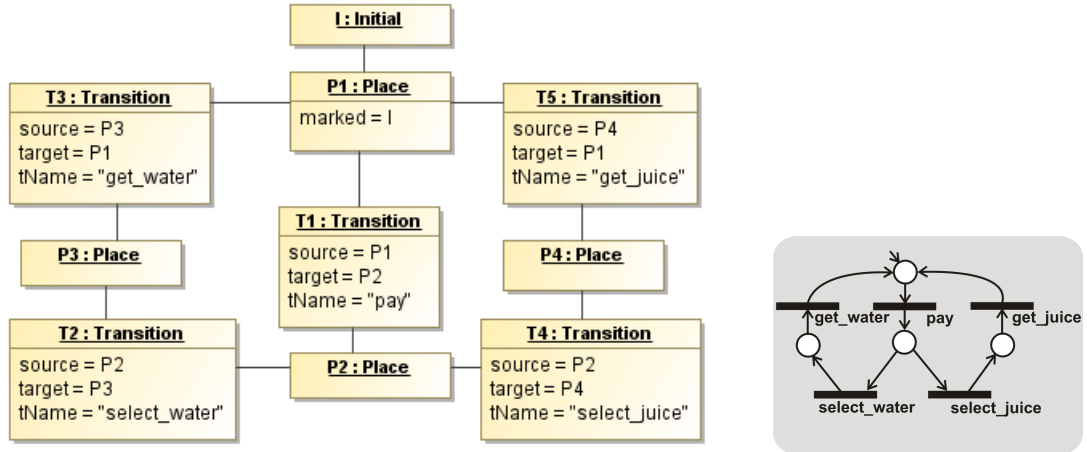 I : Initial
P1 : Place
marked = I
T3 : Transition
source = P3
target = P1
tName = "get_water"
T5 : Transition
source = P4
target = P1
tName = "get_juice"
T1 : Transition
source = P1
target = P2
tName = "pay"
P3 : Place
P4 : Place
T2 : Transition
source = P2
target = P3
tName = "select_water"
P2 : Place
T4 : Transition
source = P2
target = P4
tName = "select_juice"
get_water
pay
get_juice
select_water
select_juice